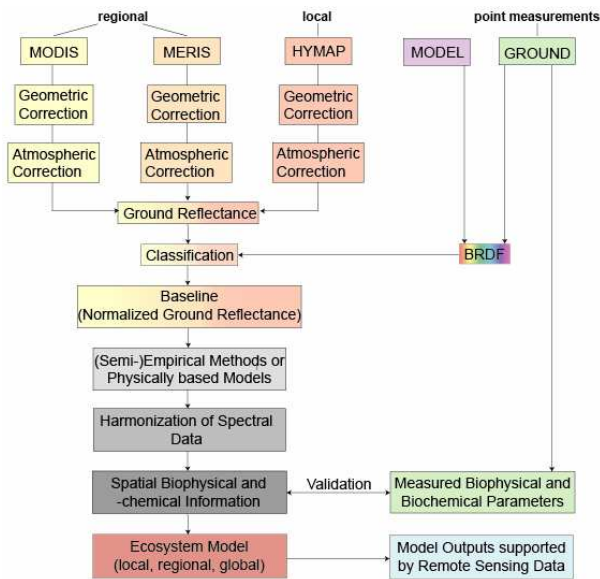 regional
local
point measurements
MODIS
MERIS
HYMAP
MODEL
GROUND
Geometric
Correction
Geometric
Correction
Geometric
Correction
Atmospheric
Correction
Atmospheric
Correction
Atmospheric
Correction
Ground Reflectance
Classification
BRDF
Baseline
(Normalized Ground Reflectance)
(Semi-)Empirical Methods or
Physically based Models
Harmonization of Spectral
Data
Spatial Biophysical and
-chemical Information
Validation
Measured Biophysical and
Biochemical Parameters
Ecosystem Model
(local, regional, global)
Model Outputs supported
by Remote Sensing Data